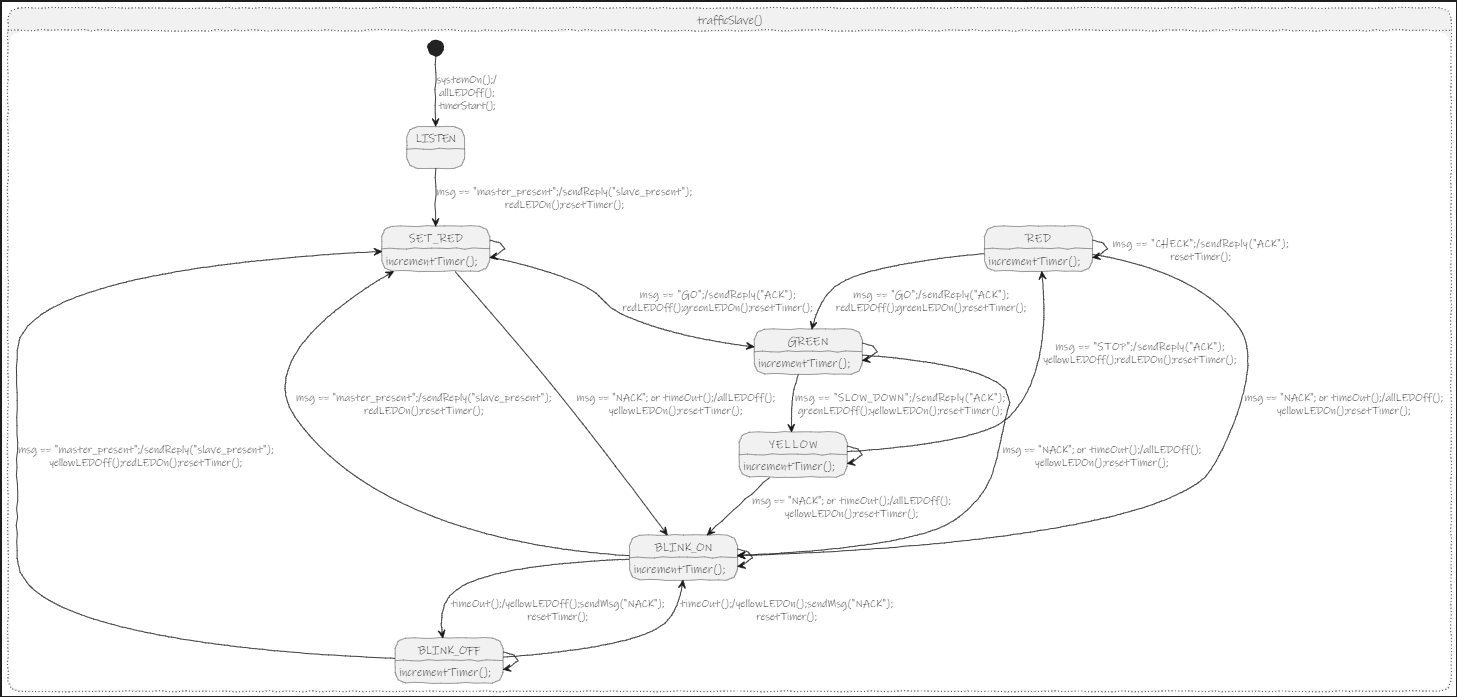 trafficSlave()
systemOn();/
allLEDOff();
timerStart();
LISTEN
msg == "master_present";/sendReply("slave_present");
redLEDOn();resetTimer();
SET_RED
incrementTimer();
RED
incrementTimer();
msg == "CHECK";/sendReply("ACK");
resetTimer();
msg == "GO";/sendReply("ACK");
redLEDOff();greenLEDOn();resetTimer();
msg == "GO";/sendReply("ACK");
redLEDOff();greenLEDOn();resetTimer();
GREEN
incrementTimer();
msg == "STOP";/sendReply("ACK");
yellowLEDOff();redLEDOn();resetTimer();
msg == "master_present";/sendReply("slave_present");
redLEDOn();resetTimer();
msg == "NACK"; or timeOut();/allLEDOff();
yellowLEDOn();resetTimer();
msg == "SLOW_DOWN";/sendReply("ACK");
greenLEDOff();yellowLEDOn();resetTimer();
msg == "NACK"; or timeOut();/allLEDOff();
yellowLEDOn();resetTimer();
msg == "master_present";/sendReply("slave_present");
yellowLEDOff();redLEDOn();resetTimer();
YELLOW
incrementTimer();
msg == "NACK"; or timeOut();/allLEDOff();
yellowLEDOn();resetTimer();
msg == "NACK"; or timeOut();/allLEDOff();
yellowLEDOn();resetTimer();
BLINK_ON
incrementTimer();
timeOut();/yellowLEDOff();sendMsg("NACK");
resetTimer();
timeOut();/yellowLEDOn();sendMsg("NACK");
resetTimer();
BLINK_OFF
incrementTimer();